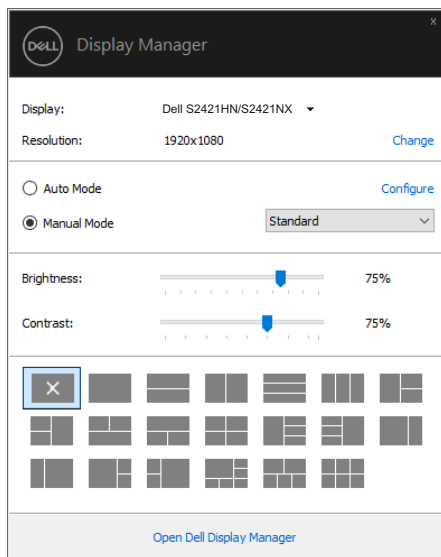 x
DELL Display Manager
Display: Dell S2421HN/S2421NX
Resolution: 1920x1080 Change
Auto Mode Configure
Manual Mode Standard
Brightness: 75%
Contrast: 75%
Open Dell Display Manager